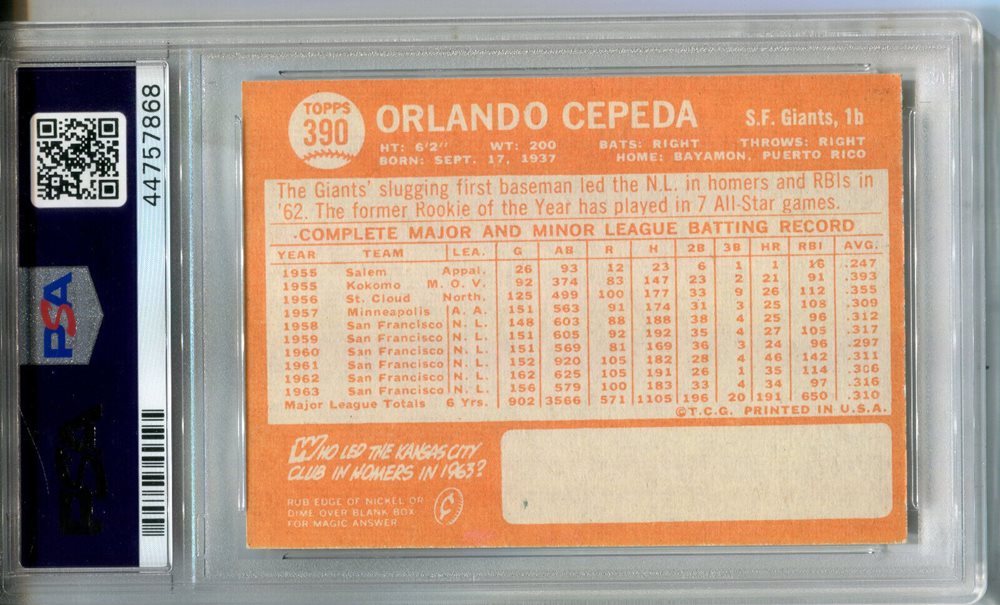 44757868
PSA
PSA
TOPPS
390
ORLANDO CEPEDA
S.F. Giants, 1b
HT: 6'2" WT: 200 BATS: RIGHT THROWS: RIGHT
BORN: SEPT. 17, 1937 HOME: BAYAMON, PUERTO RICO
The Giants' slugging first baseman led the N.L. in homers and RBIs in
'62. The former Rookie of the Year has played in 7 All-Star games.
COMPLETE MAJOR AND MINOR LEAGUE BATTING RECORD
YEAR TEAM LEA. G AB R H 2B 3B HR RBI AVG.
1955 Salem Appal. 26 93 12 23 6 1 1 16 .247
1955 Kokomo M. O. V. 92 374 83 147 23 2 21 91 .393
1956 St. Cloud North. 125 499 100 177 33 9 26 112 .355
1957 Minneapolis A. A. 151 563 91 174 31 3 25 108 .309
1958 San Francisco N. L. 148 603 88 188 38 4 25 96 .312
1959 San Francisco N. L. 151 605 92 192 35 4 27 105 .317
1960 San Francisco N. L. 151 569 81 169 36 3 24 96 .297
1961 San Francisco N. L. 152 920 105 182 28 4 46 142 .311
1962 San Francisco N. L. 162 625 105 191 26 1 35 114 .306
1963 San Francisco N. L. 156 579 100 183 33 4 34 97 .316
Major League Totals 6 Yrs. 902 3566 571 1105 196 20 191 650 .310
©T.C.G. PRINTED IN U.S.A.
WHO LED THE KANSAS CITY
CLUB IN HOMERS IN 1963?
RUB EDGE OF NICKEL OR
DIME OVER BLANK BOX
FOR MAGIC ANSWER